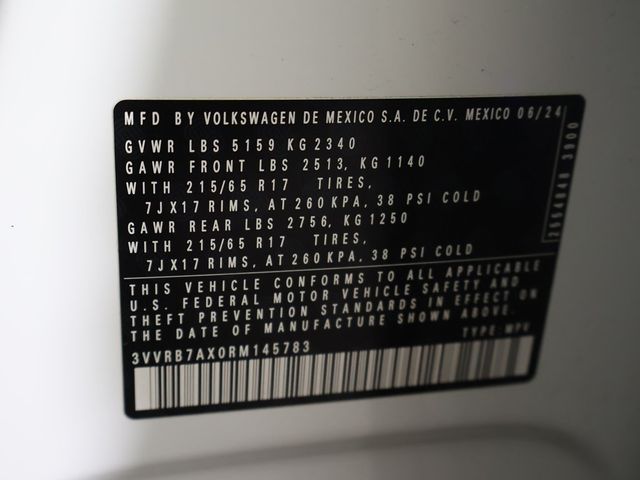 MFD BY VOLKSWAGEN DE MEXICO S.A. DE C.V. MEXICO 06/24
GVWR LBS 5159 KG 2340
GAWR FRONT LBS 2513, KG 1140
WITH 215/65 R17 TIRES,
7JX17 RIMS, AT 260 KPA, 38 PSI COLD
GAWR REAR LBS 2756, KG 1250
WITH 215/65 R17 TIRES,
7JX17 RIMS, AT 260 KPA, 38 PSI COLD
THIS VEHICLE CONFORMS TO ALL APPLICABLE
U.S. FEDERAL MOTOR VEHICLE SAFETY AND
THEFT PREVENTION STANDARDS IN EFFECT ON
THE DATE OF MANUFACTURE SHOWN ABOVE.
3VVRB7AX0RM145783 TYPE: MPV